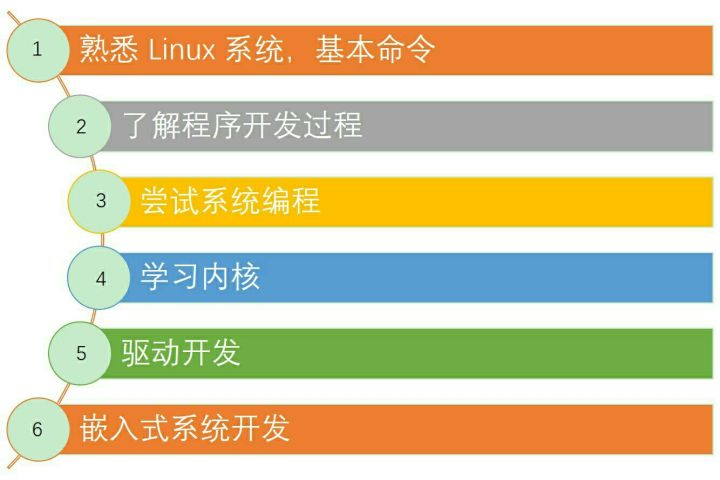 1 熟悉 Linux 系统，基本命令
2 了解程序开发过程
3 尝试系统编程
4 学习内核
5 驱动开发
6 嵌入式系统开发